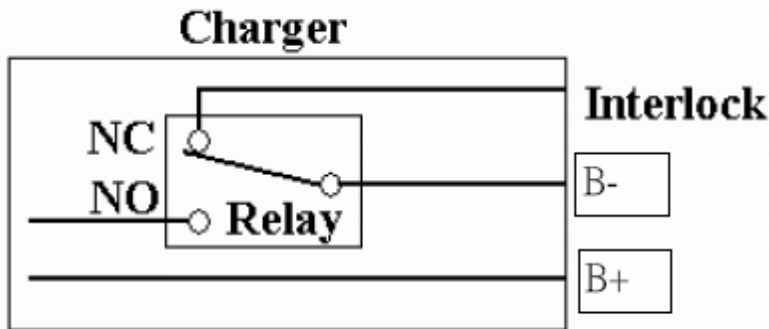 Charger
Interlock
NC
B-
NO
Relay
B+